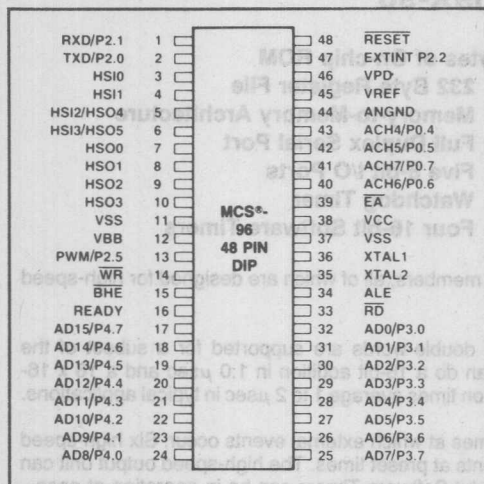 RXD/P2.1 1 48 RESET
TXD/P2.0 2 47 EXTINT P2.2
HSI0 3 46 VPD
HSI1 4 45 VREF
HSI2/HSO4 5 44 ANGND
HSI3/HSO5 6 43 ACH4/P0.4
HSO0 7 42 ACH5/P0.5
HSO1 8 41 ACH7/P0.7
HSO2 9 40 ACH6/P0.6
HSO3 10 39 EA
VSS 11 38 VCC
VBB 12 37 VSS
PWM/P2.5 13 36 XTAL1
WR 14 35 XTAL2
BHE 15 34 ALE
READY 16 33 RD
AD15/P4.7 17 32 AD0/P3.0
AD14/P4.6 18 31 AD1/P3.1
AD13/P4.5 19 30 AD2/P3.2
AD12/P4.4 20 29 AD3/P3.3
AD11/P4.3 21 28 AD4/P3.4
AD10/P4.2 22 27 AD5/P3.5
AD9/P4.1 23 26 AD6/P3.6
AD8/P4.0 24 25 AD7/P3.7
MCS®-
96
48 PIN
DIP